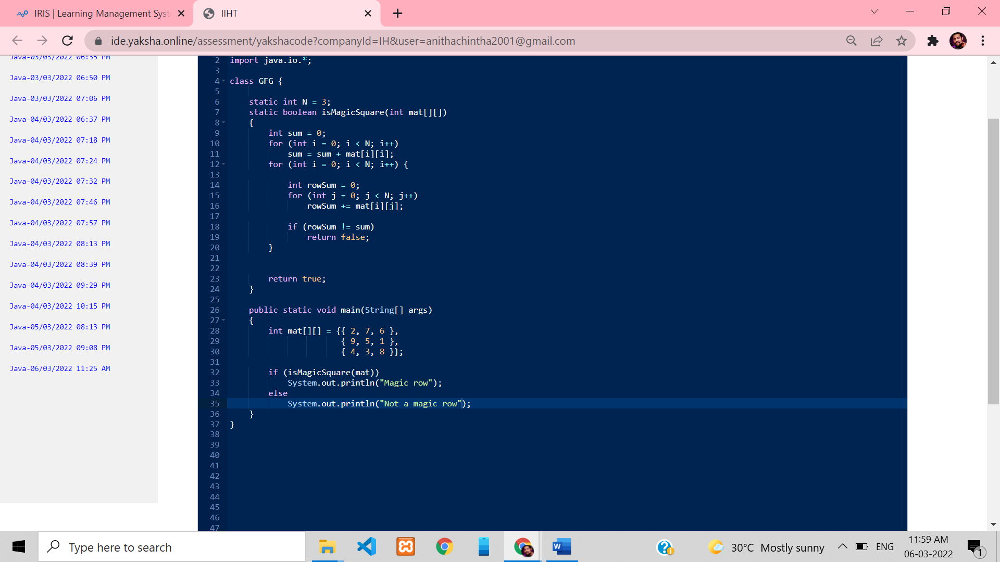 IRIS | Learning Management Syst
IIHT
ide.yaksha.online/assessment/yakshacode?companyId=IH&user=anithachintha2001@gmail.com
Java-03/03/2022 06:35 PM
Java-03/03/2022 06:50 PM
Java-03/03/2022 07:06 PM
Java-04/03/2022 06:37 PM
Java-04/03/2022 07:18 PM
Java-04/03/2022 07:24 PM
Java-04/03/2022 07:32 PM
Java-04/03/2022 07:46 PM
Java-04/03/2022 07:57 PM
Java-04/03/2022 08:13 PM
Java-04/03/2022 08:39 PM
Java-04/03/2022 09:29 PM
Java-04/03/2022 10:15 PM
Java-05/03/2022 08:13 PM
Java-05/03/2022 09:08 PM
Java-06/03/2022 11:25 AM
2 import java.io.*;
3
4 class GFG {
5
6 static int N = 3;
7 static boolean isMagicSquare(int mat[][])
8 {
9 int sum = 0;
10 for (int i = 0; i < N; i++)
11 sum = sum + mat[i][i];
12 for (int i = 0; i < N; i++) {
13
14 int rowSum = 0;
15 for (int j = 0; j < N; j++)
16 rowSum += mat[i][j];
17
18 if (rowSum != sum)
19 return false;
20 }
21
22
23 return true;
24 }
25
26 public static void main(String[] args)
27 {
28 int mat[][] = {{ 2, 7, 6 },
29 { 9, 5, 1 },
30 { 4, 3, 8 }};
31
32 if (isMagicSquare(mat))
33 System.out.println("Magic row");
34 else
35 System.out.println("Not a magic row");
36 }
37 }
38
39
40
41
42
43
44
45
46
47
Type here to search
30°C Mostly sunny
ENG
11:59 AM
06-03-2022
1